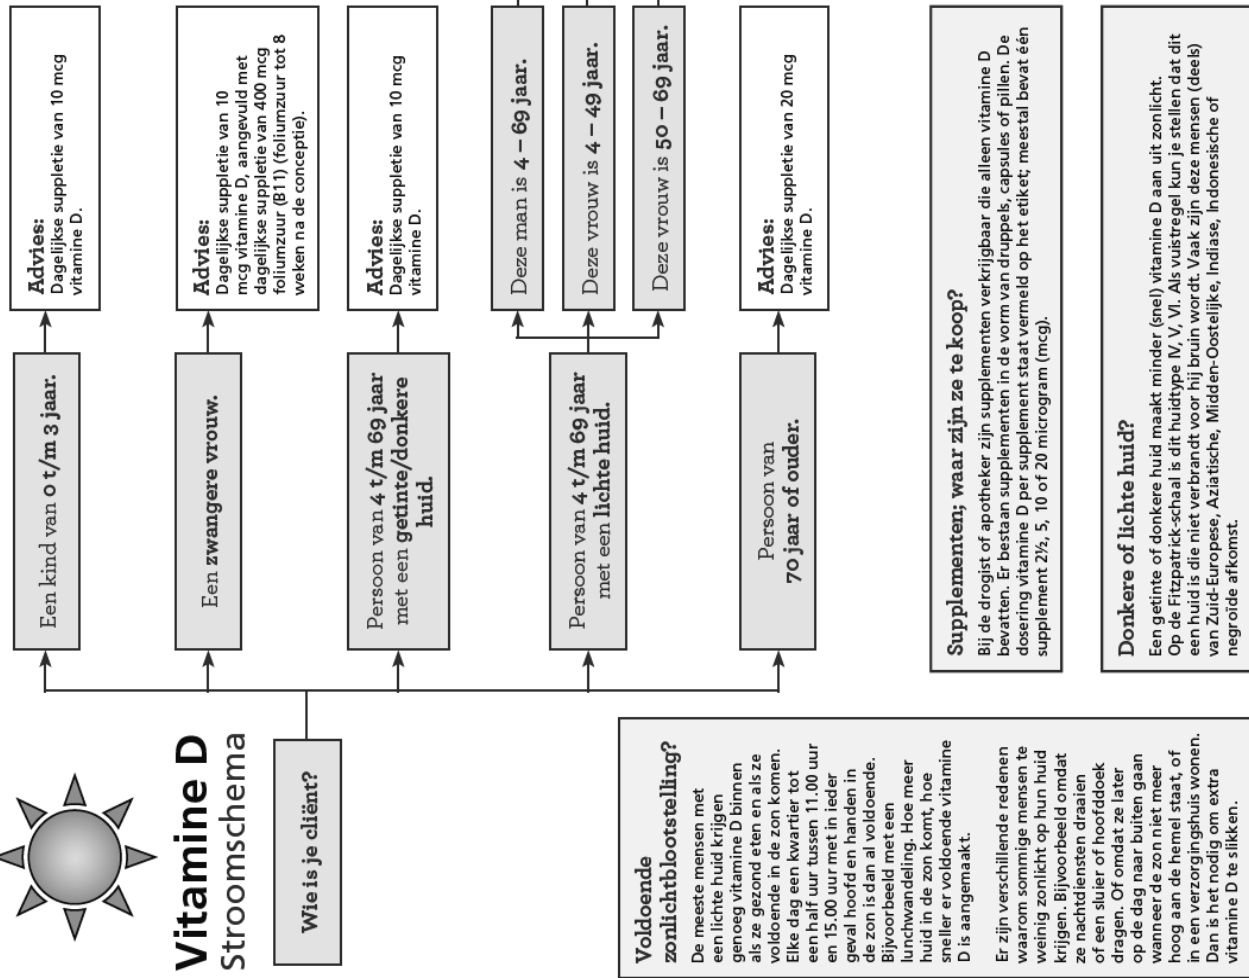 Vitamine D
Stroomschema
Wie is je cliënt?
Een kind van 0 t/m 3 jaar.
Advies:
Dagelijkse suppletie van 10 mcg
vitamine D.
Een zwangere vrouw.
Advies:
Dagelijkse suppletie van 10
mcg vitamine D, aangevuld met
dagelijkse suppletie van 400 mcg
foliumzuur (B11) (foliumzuur tot 8
weken na de conceptie).
Persoon van 4 t/m 69 jaar
met een getinte/donkere
huid.
Advies:
Dagelijkse suppletie van 10 mcg
vitamine D.
Persoon van 4 t/m 69 jaar
met een lichte huid.
Deze man is 4 – 69 jaar.
Deze vrouw is 4 – 49 jaar.
Deze vrouw is 50 – 69 jaar.
Persoon van
70 jaar of ouder.
Advies:
Dagelijkse suppletie van 20 mcg
vitamine D.
Voldoende
zonlichtblootstelling?
De meeste mensen met
een lichte huid krijgen
genoeg vitamine D binnen
als ze gezond eten en als ze
voldoende in de zon komen.
Elke dag een kwartier tot
een half uur tussen 11.00 uur
en 15.00 uur met in ieder
geval hoofd en handen in
de zon is dan al voldoende.
Bijvoorbeeld met een
lunchwandeling. Hoe meer
huid in de zon komt, hoe
sneller er voldoende vitamine
D is aangemaakt.
Er zijn verschillende redenen
waarom sommige mensen te
weinig zonlicht op hun huid
krijgen. Bijvoorbeeld omdat
ze nachtdiensten draaien
of een sluier of hoofddoek
dragen. Of omdat ze later
op de dag naar buiten gaan
wanneer de zon niet meer
hoog aan de hemel staat, of
in een verzorgingshuis wonen.
Dan is het nodig om extra
vitamine D te slikken.
Supplementen; waar zijn ze te koop?
Bij de drogist of apotheker zijn supplementen verkrijgbaar die alleen vitamine D
bevatten. Er bestaan supplementen in de vorm van druppels, capsules of pillen. De
dosering vitamine D per supplement staat vermeld op het etiket; meestal bevat één
supplement 2½, 5, 10 of 20 microgram (mcg).
Donkere of lichte huid?
Een getinte of donkere huid maakt minder (snel) vitamine D aan uit zonlicht.
Op de Fitzpatrick-schaal is dit huidtype IV, V, VI. Als vuistregel kun je stellen dat dit
een huid is die niet verbrandt voor hij bruin wordt. Vaak zijn deze mensen (deels)
van Zuid-Europese, Aziatische, Midden-Oostelijke, Indiase, Indonesische of
negroïde afkomst.